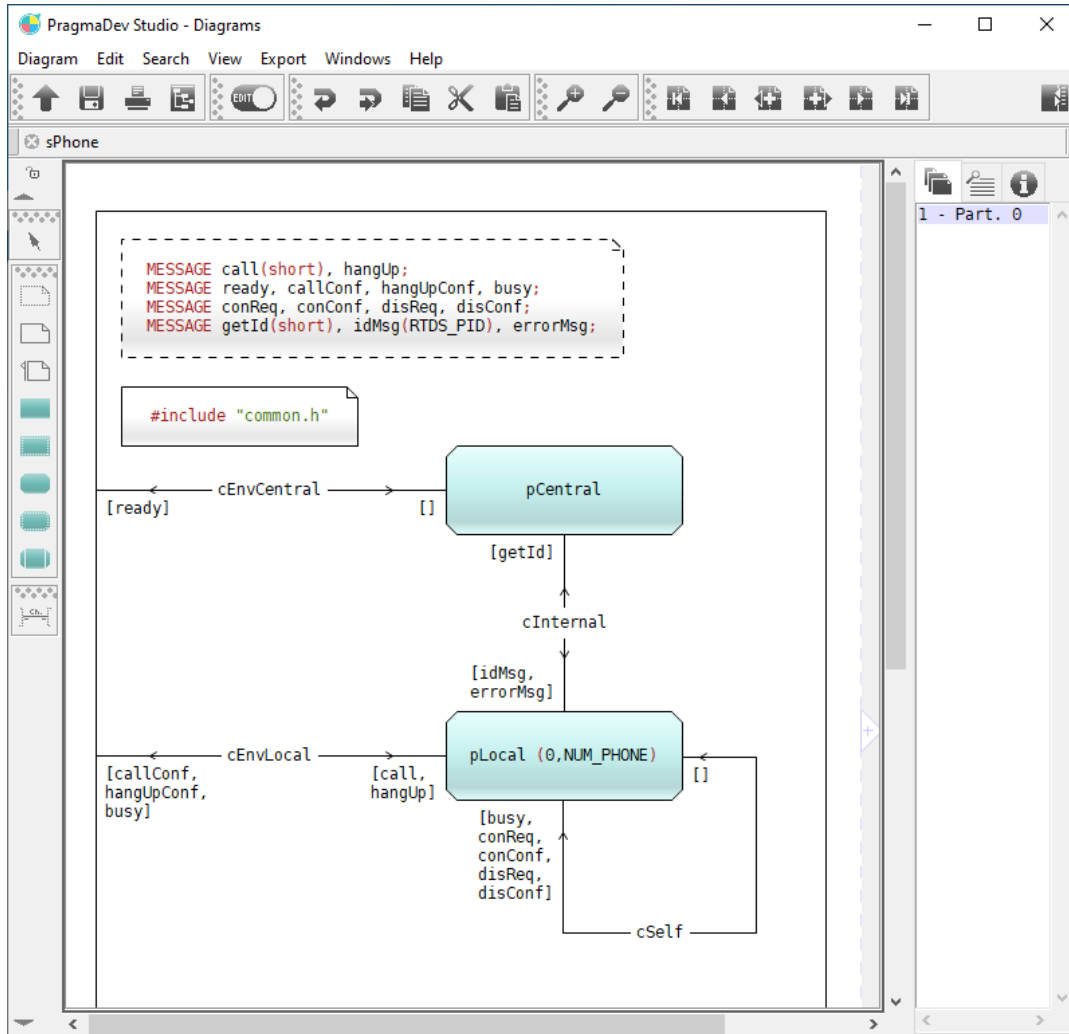 PragmaDev Studio - Diagrams
Diagram Edit Search View Export Windows Help
EDIT
sPhone
1 - Part. 0
MESSAGE call(short), hangUp;
MESSAGE ready, callConf, hangUpConf, busy;
MESSAGE conReq, conConf, disReq, disConf;
MESSAGE getId(short), idMsg(RTDS_PID), errorMsg;
#include "common.h"
Ch.
cEnvCentral
pCentral
[ready]
[]
[getId]
cInternal
[idMsg,
errorMsg]
cEnvLocal
pLocal (0,NUM_PHONE)
[callConf,
hangUpConf,
busy]
[call,
hangUp]
[]
[busy,
conReq,
conConf,
disReq,
disConf]
cSelf